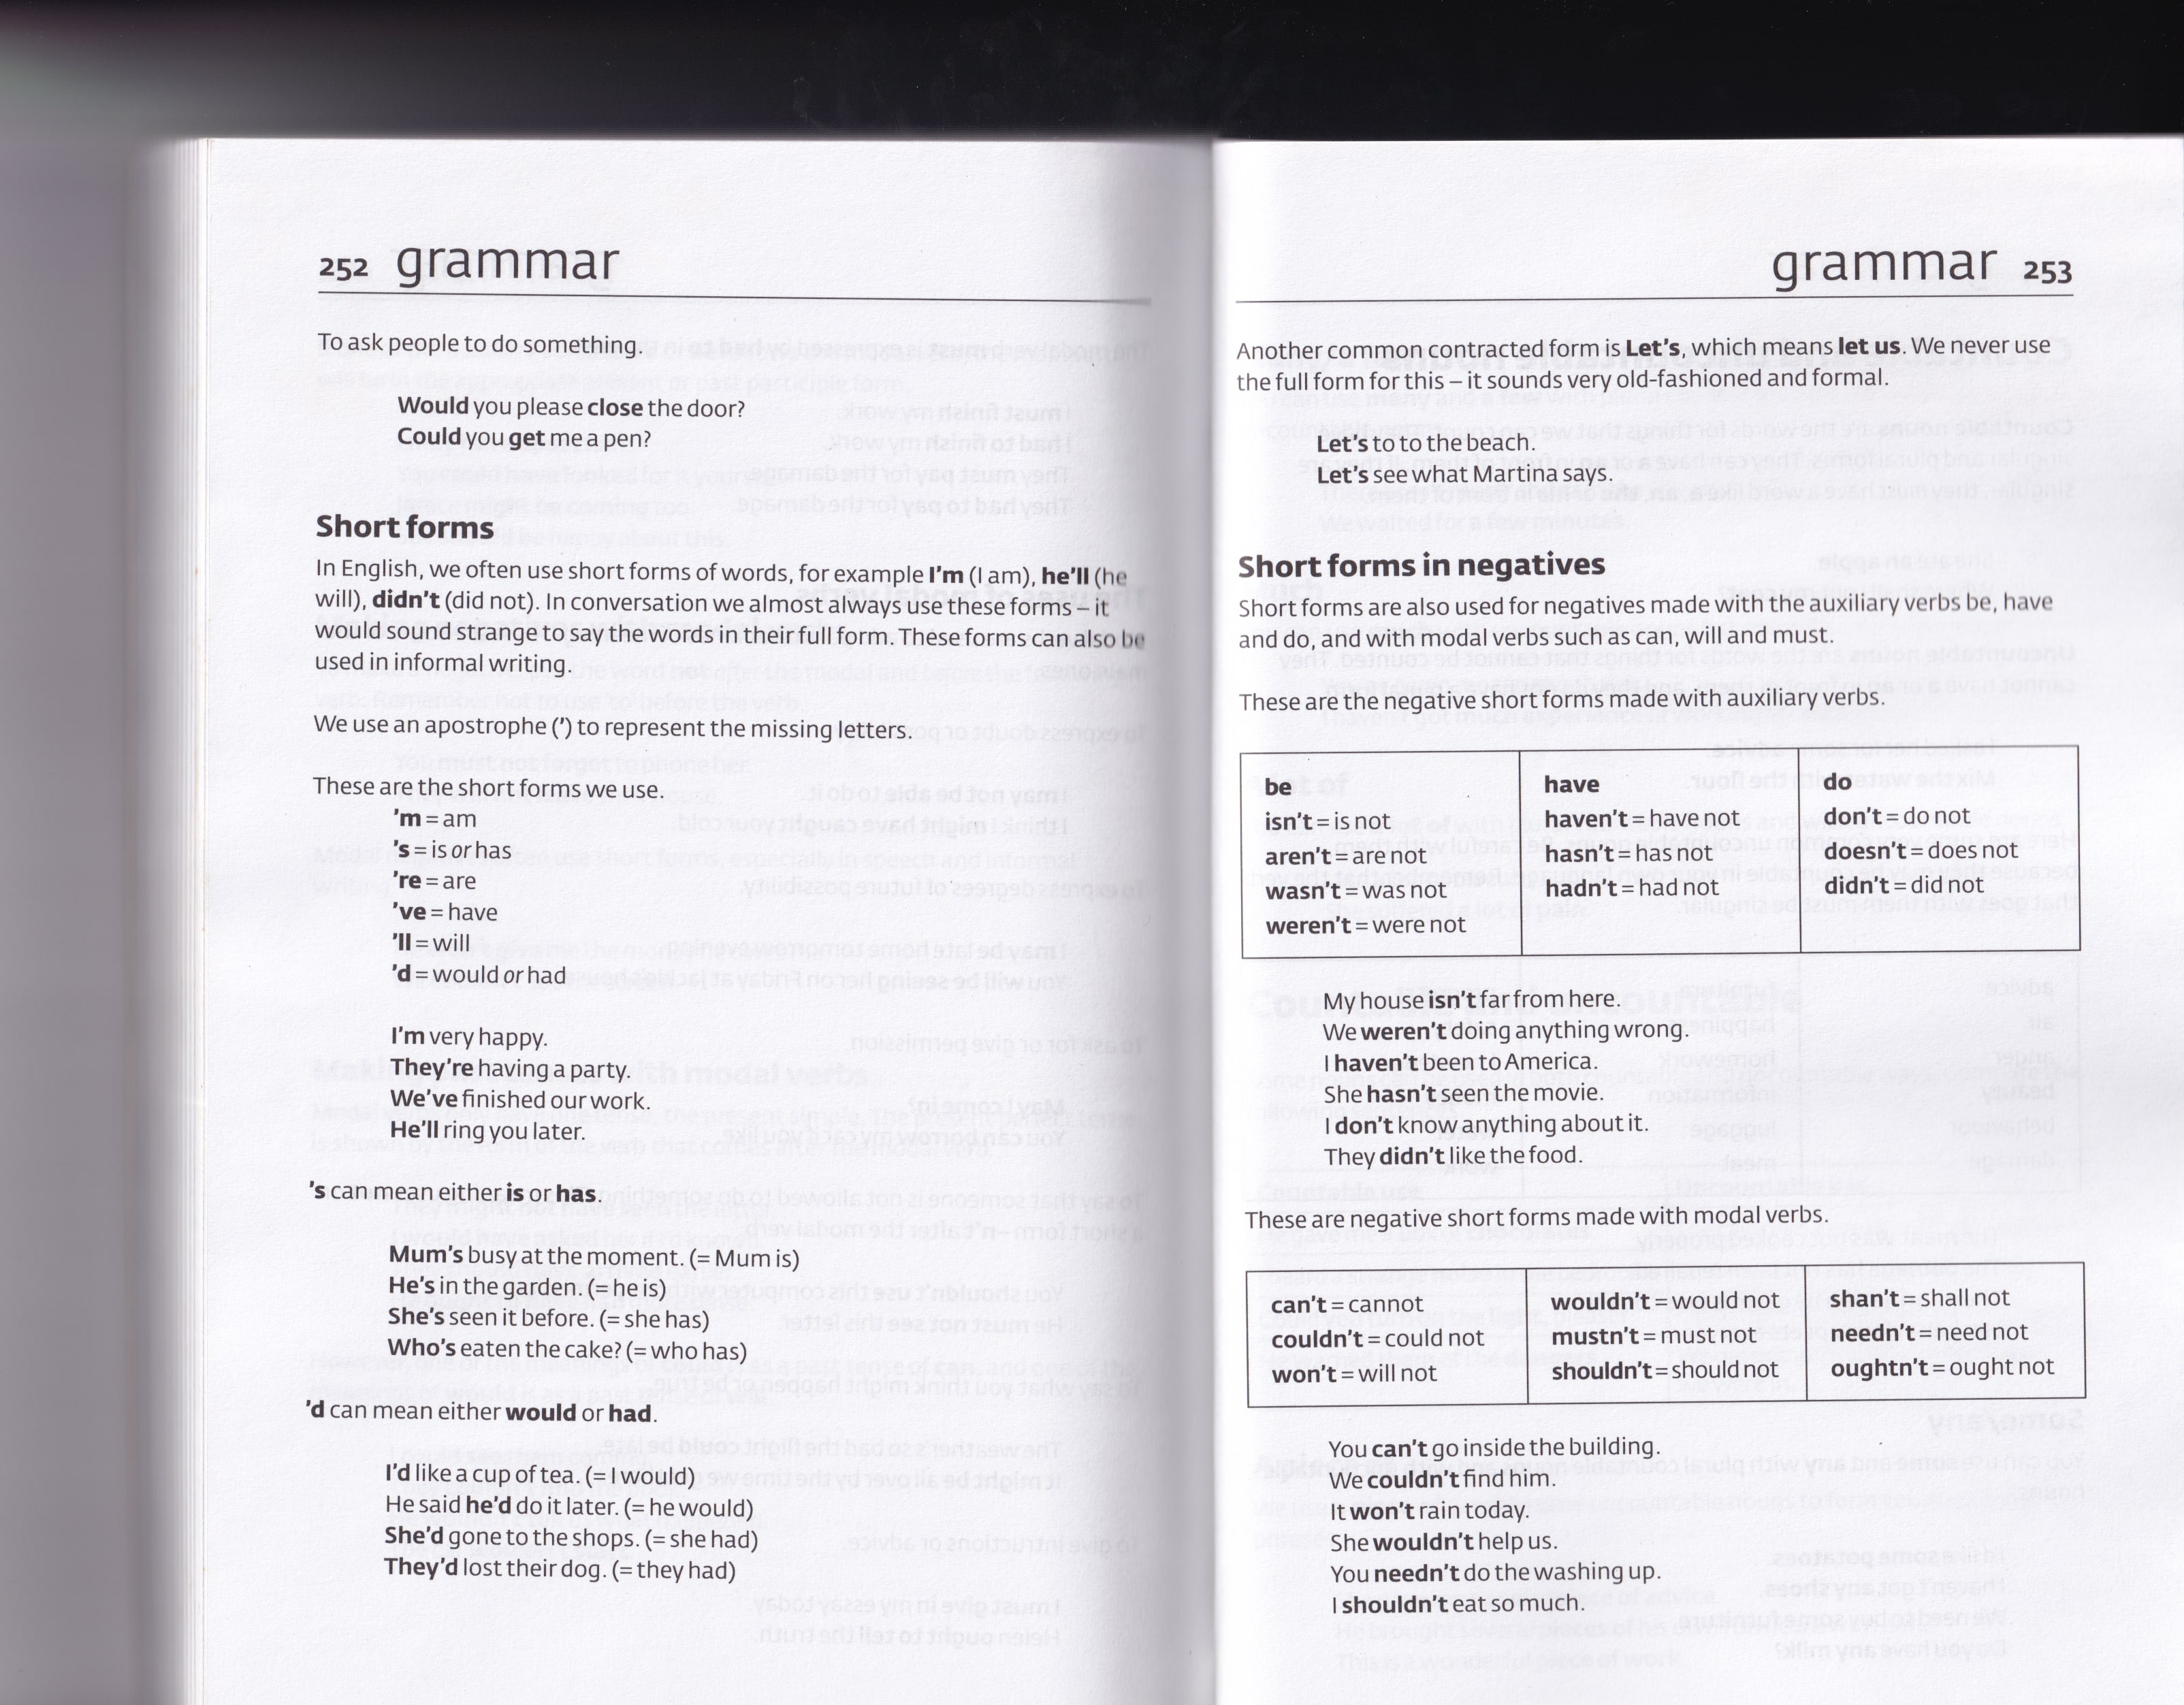 252 grammar
To ask people to do something.
Would you please close the door?
Could you get me a pen?
Short forms
In English, we often use short forms of words, for example I'm (I am), he'll (he
will), didn't (did not). In conversation we almost always use these forms – it
would sound strange to say the words in their full form. These forms can also be
used in informal writing.
We use an apostrophe (') to represent the missing letters.
These are the short forms we use.
'm = am
's = is or has
're = are
've = have
'll = will
'd = would or had
I'm very happy.
They're having a party.
We've finished our work.
He'll ring you later.
's can mean either is or has.
Mum's busy at the moment. (= Mum is)
He's in the garden. (= he is)
She's seen it before. (= she has)
Who's eaten the cake? (= who has)
'd can mean either would or had.
I'd like a cup of tea. (= I would)
He said he'd do it later. (= he would)
She'd gone to the shops. (= she had)
They'd lost their dog. (= they had)
grammar 253
Another common contracted form is Let's, which means let us. We never use
the full form for this – it sounds very old-fashioned and formal.
Let's to to the beach.
Let's see what Martina says.
Short forms in negatives
Short forms are also used for negatives made with the auxiliary verbs be, have
and do, and with modal verbs such as can, will and must.
These are the negative short forms made with auxiliary verbs.
be
isn't = is not
aren't = are not
wasn't = was not
weren't = were not
have
haven't = have not
hasn't = has not
hadn't = had not
do
don't = do not
doesn't = does not
didn't = did not
My house isn't far from here.
We weren't doing anything wrong.
I haven't been to America.
She hasn't seen the movie.
I don't know anything about it.
They didn't like the food.
These are negative short forms made with modal verbs.
can't = cannot
couldn't = could not
won't = will not
wouldn't = would not
mustn't = must not
shouldn't = should not
shan't = shall not
needn't = need not
oughtn't = ought not
You can't go inside the building.
We couldn't find him.
It won't rain today.
She wouldn't help us.
You needn't do the washing up.
I shouldn't eat so much.